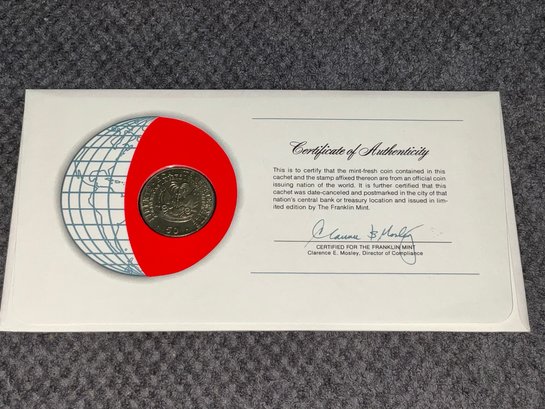 Certificate of Authenticity
This is to certify that the mint-fresh coin contained in this
cachet and the stamp affixed thereon are from an official coin
issuing nation of the world. It is further certified that this
cachet was date-canceled and postmarked in the city of that
nation's central bank or treasury location and issued in lim-
ited edition by The Franklin Mint.
Clarence E. Mosley
CERTIFIED FOR THE FRANKLIN MINT
Clarence E. Mosley, Director of Compliance
50